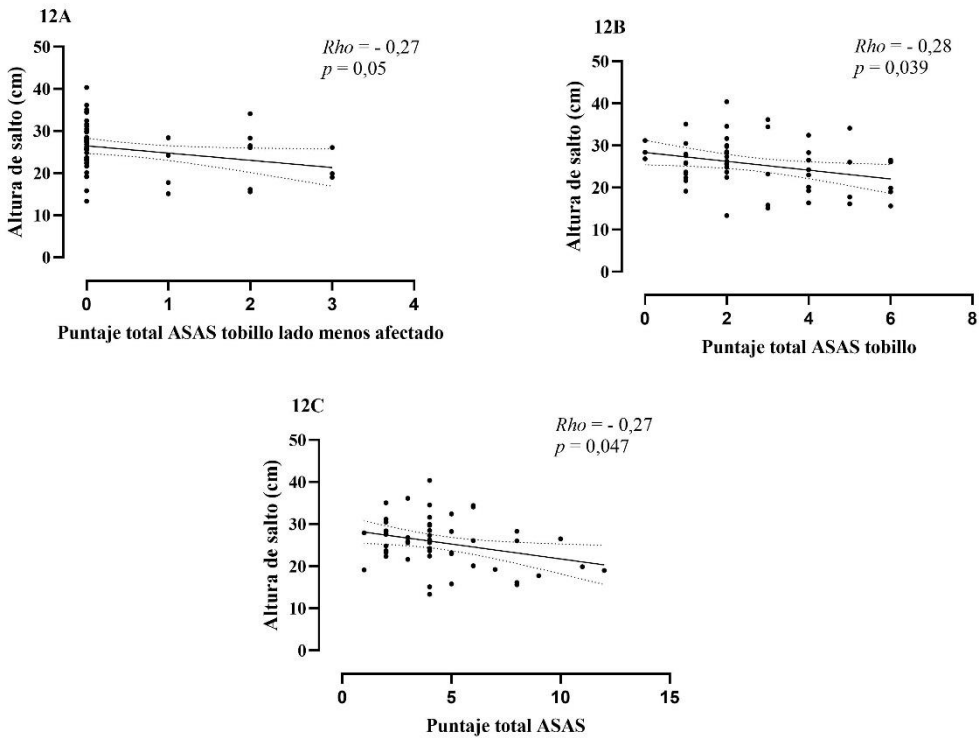 12A
Rho = - 0,27
p = 0,05
Altura de salto (cm)
50
40
30
20
10
0
0 1 2 3 4
Puntaje total ASAS tobillo lado menos afectado
12B
Rho = - 0,28
p = 0,039
Altura de salto (cm)
50
40
30
20
10
0
0 2 4 6 8
Puntaje total ASAS tobillo
12C
Rho = - 0,27
p = 0,047
Altura de salto (cm)
50
40
30
20
10
0
0 5 10 15
Puntaje total ASAS